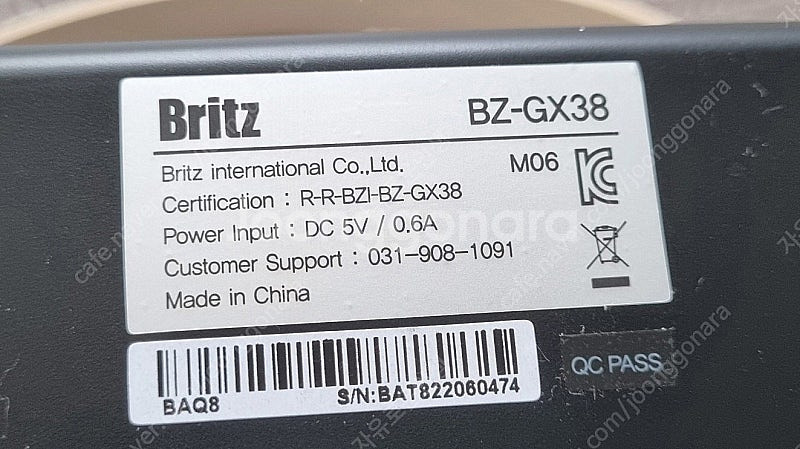 Britz
BZ-GX38
Britz international Co.,Ltd.
M06
Certification : R-R-BZI-BZ-GX38
Power Input : DC 5V / 0.6A
Customer Support : 031-908-1091
Made in China
BAQ8
S/N:BAT822060474
QC PASS
joonggonara